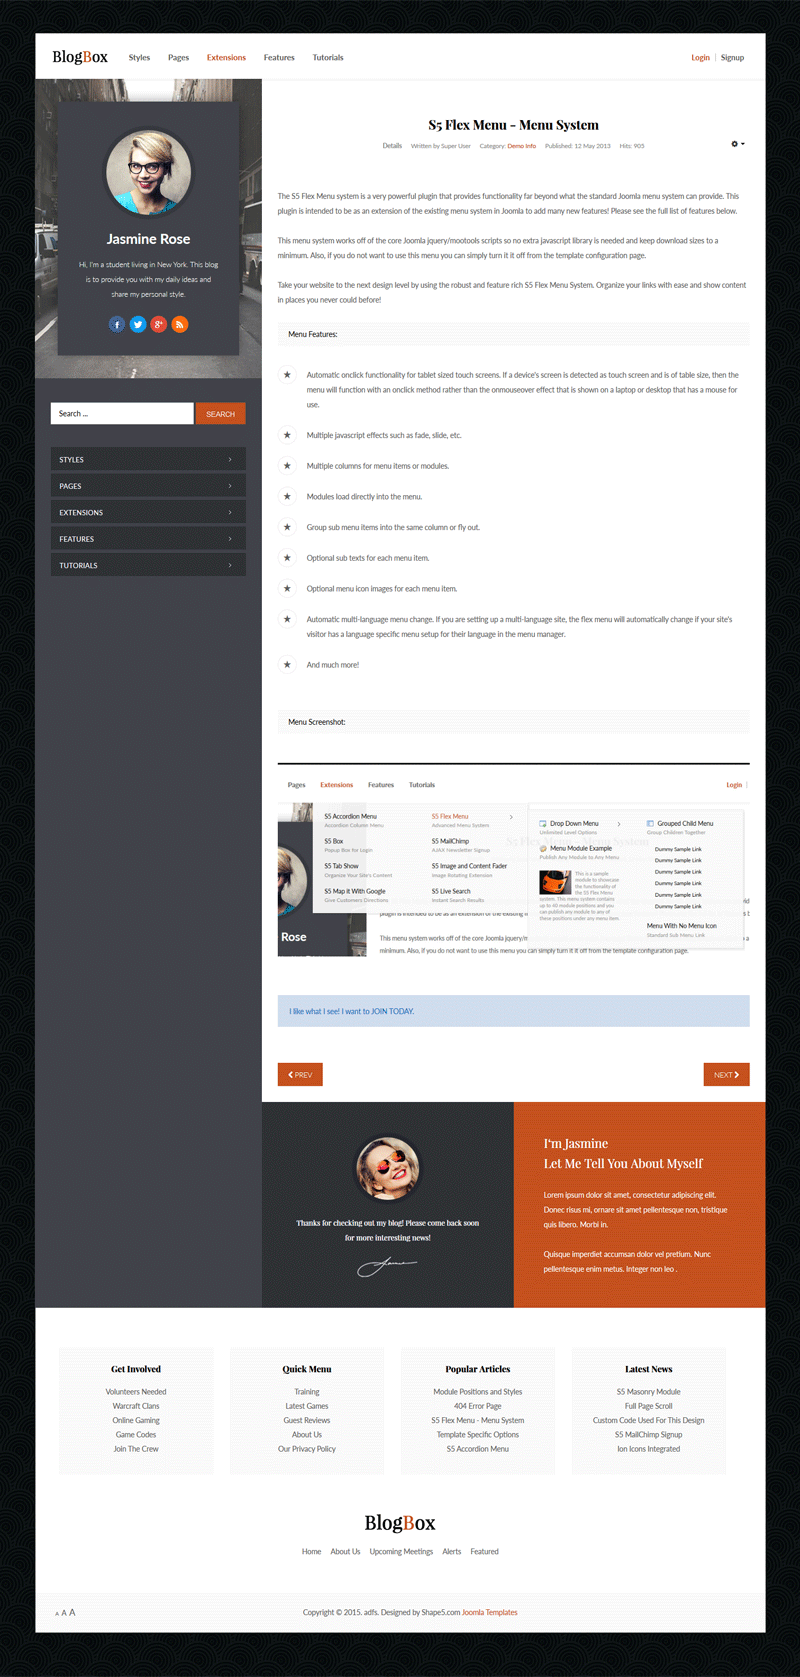 BlogBox
Styles Pages Extensions Features Tutorials
Login Signup
Jasmine Rose
Hi, I'm a student living in New York. This blog
is to provide you with my daily ideas and
share my personal style.
Search ...
SEARCH
STYLES
PAGES
EXTENSIONS
FEATURES
TUTORIALS
S5 Flex Menu - Menu System
Details Written by Super User Category: Demo Info Published: 12 May 2013 Hits: 905
The S5 Flex Menu system is a very powerful plugin that provides functionality far beyond what the standard Joomla menu system can provide. This
plugin is intended to be as an extension of the existing menu system in Joomla to add many new features! Please see the full list of features below.
This menu system works off of the core Joomla jquery/mootools scripts so no extra javascript library is needed and keep download sizes to a
minimum. Also, if you do not want to use this menu you can simply turn it it off from the template configuration page.
Take your website to the next design level by using the robust and feature rich S5 Flex Menu System. Organize your links with ease and show content
in places you never could before!
Menu Features:
Automatic onclick functionality for tablet sized touch screens. If a device's screen is detected as touch screen and is of table size, then the
menu will function with an onclick method rather than the onmouseover effect that is shown on a laptop or desktop that has a mouse for
use.
Multiple javascript effects such as fade, slide, etc.
Multiple columns for menu items or modules.
Modules load directly into the menu.
Group sub menu items into the same column or fly out.
Optional sub texts for each menu item.
Optional menu icon images for each menu item.
Automatic multi-language menu change. If you are setting up a multi-language site, the flex menu will automatically change if your site's
visitor has a language specific menu setup for their language in the menu manager.
And much more!
Menu Screenshot:
Pages Extensions Features Tutorials
Login
S5 Accordion Menu
Accordion Column Menu
S5 Box
Popup Box for Login
S5 Tab Show
Organize Your Site's Content
S5 Map It With Google
Give Customers Directions
S5 Flex Menu
Advanced Menu System
S5 MailChimp
AJAX Newsletter Signup
S5 Image and Content Fader
Image Rotating Extension
S5 Live Search
Instant Search Results
Drop Down Menu
Unlimited Level Options
Menu Module Example
Publish Any Module to Any Menu
This is a sample
module to showcase
the functionality of
the S5 Flex Menu
system. This menu system contains
up to 40 module positions and you
can publish any module to any of
these positions under any menu item.
Grouped Child Menu
Group Children Together
Dummy Sample Link
Dummy Sample Link
Dummy Sample Link
Dummy Sample Link
Dummy Sample Link
Dummy Sample Link
Menu With No Menu Icon
Standard Sub Menu Link
Rose
plugin is intended to be as an extension of the existing
This menu system works off of the core Joomla jquery/
minimum. Also, if you do not want to use this menu you can simply turn it it off from the template configuration page.
I like what I see! I want to JOIN TODAY.
PREV
NEXT
Thanks for checking out my blog! Please come back soon
for more interesting news!
I'm Jasmine
Let Me Tell You About Myself
Lorem ipsum dolor sit amet, consectetur adipiscing elit.
Donec risus mi, ornare sit amet pellentesque non, tristique
quis libero. Morbi in.
Quisque imperdiet accumsan dolor vel pretium. Nunc
pellentesque enim metus. Integer non leo .
Get Involved
Volunteers Needed
Warcraft Clans
Online Gaming
Game Codes
Join The Crew
Quick Menu
Training
Latest Games
Guest Reviews
About Us
Our Privacy Policy
Popular Articles
Module Positions and Styles
404 Error Page
S5 Flex Menu - Menu System
Template Specific Options
S5 Accordion Menu
Latest News
S5 Masonry Module
Full Page Scroll
Custom Code Used For This Design
S5 MailChimp Signup
Ion Icons Integrated
BlogBox
Home About Us Upcoming Meetings Alerts Featured
A A A
Copyright © 2015. adfs. Designed by Shape5.com Joomla Templates